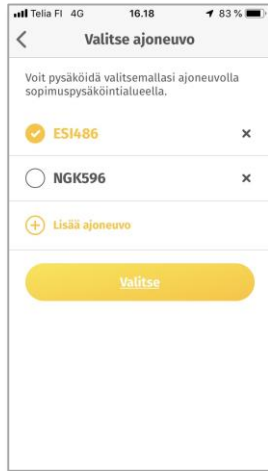 Telia FI 4G 16.18 83 %
Valitse ajoneuvo
Voit pysäköidä valitsemallasi ajoneuvolla
sopimuspysäköintialueella.
ESI486
NGK596
Lisää ajoneuvo
Valitse